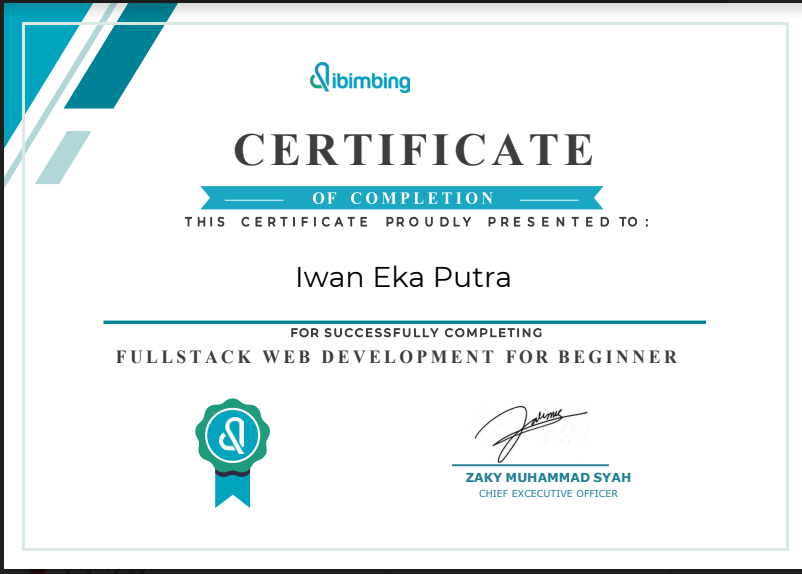 dibimbing
CERTIFICATE
OF COMPLETION
THIS CERTIFICATE PROUDLY PRESENTED TO :
Iwan Eka Putra
FOR SUCCESSFULLY COMPLETING
FULLSTACK WEB DEVELOPMENT FOR BEGINNER
ZAKY MUHAMMAD SYAH
CHIEF EXCECUTIVE OFFICER